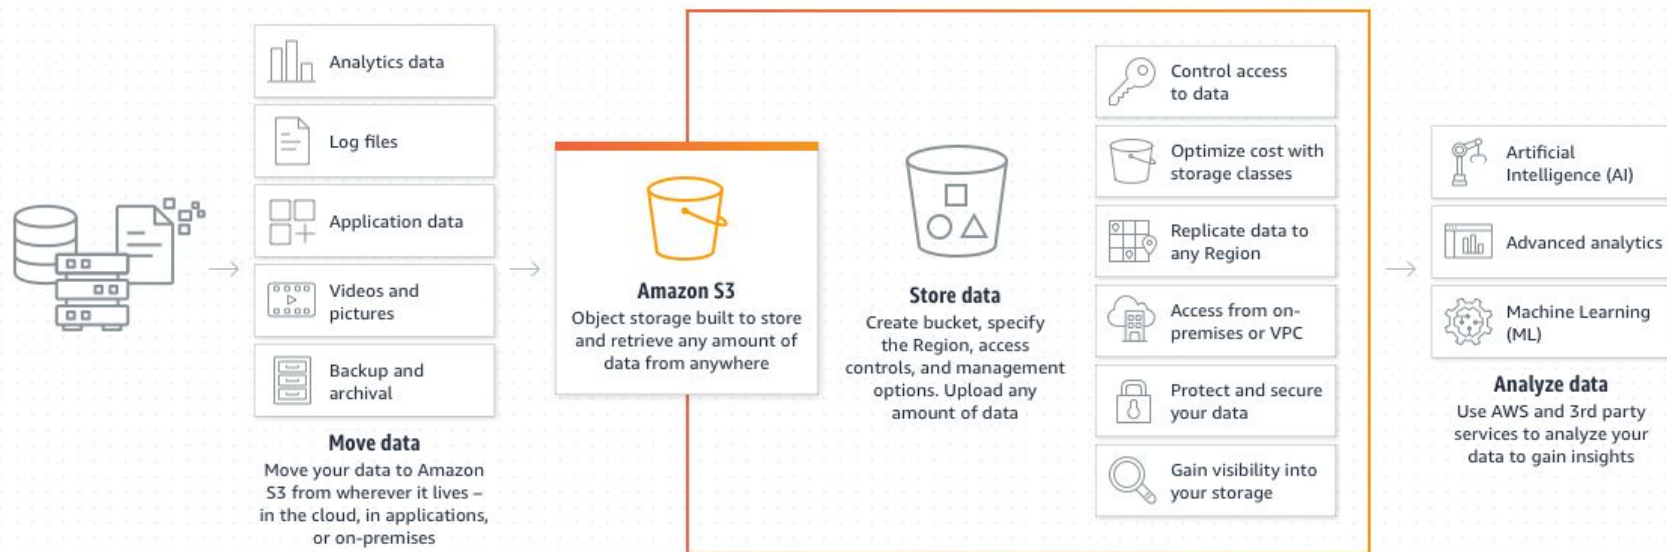 Analytics data
Log files
Application data
Videos and
pictures
Backup and
archival
Move data
Move your data to Amazon
S3 from wherever it lives –
in the cloud, in applications,
or on-premises
Amazon S3
Object storage built to store
and retrieve any amount of
data from anywhere
Store data
Create bucket, specify
the Region, access
controls, and management
options. Upload any
amount of data
Control access
to data
Optimize cost with
storage classes
Replicate data to
any Region
Access from on-
premises or VPC
Protect and secure
your data
Gain visibility into
your storage
Artificial
Intelligence (AI)
Advanced analytics
Machine Learning
(ML)
Analyze data
Use AWS and 3rd party
services to analyze your
data to gain insights